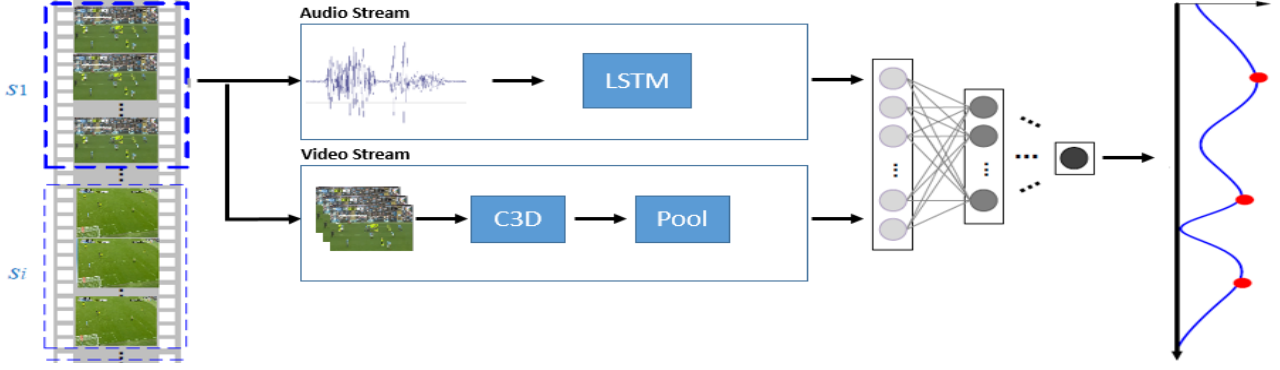 Audio Stream
S1
LSTM
Video Stream
C3D
Pool
Si